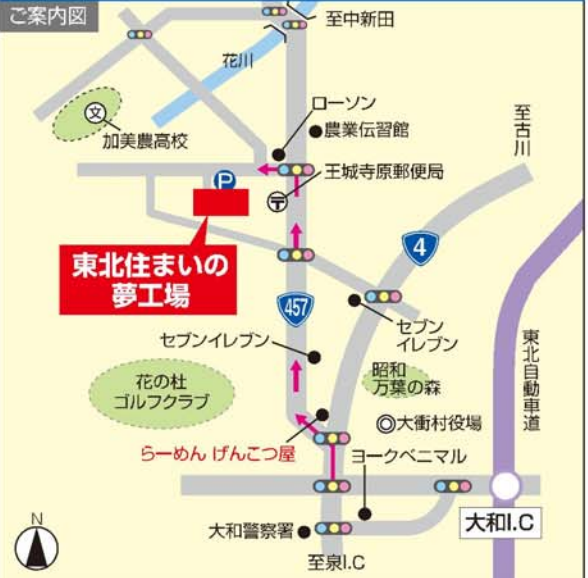 ご案内図
至中新田
花川
ローソン
農業伝習館
文
加美農高校
至古川
P
王城寺原郵便局
〒
4
東北住まいの
夢工場
457
セブン
イレブン
セブンイレブン
東北自動車道
昭和
万葉の森
花の杜
ゴルフクラブ
大衡村役場
らーめん げんこつ屋
ヨークベニマル
大和I.C
大和警察署
至泉I.C
N